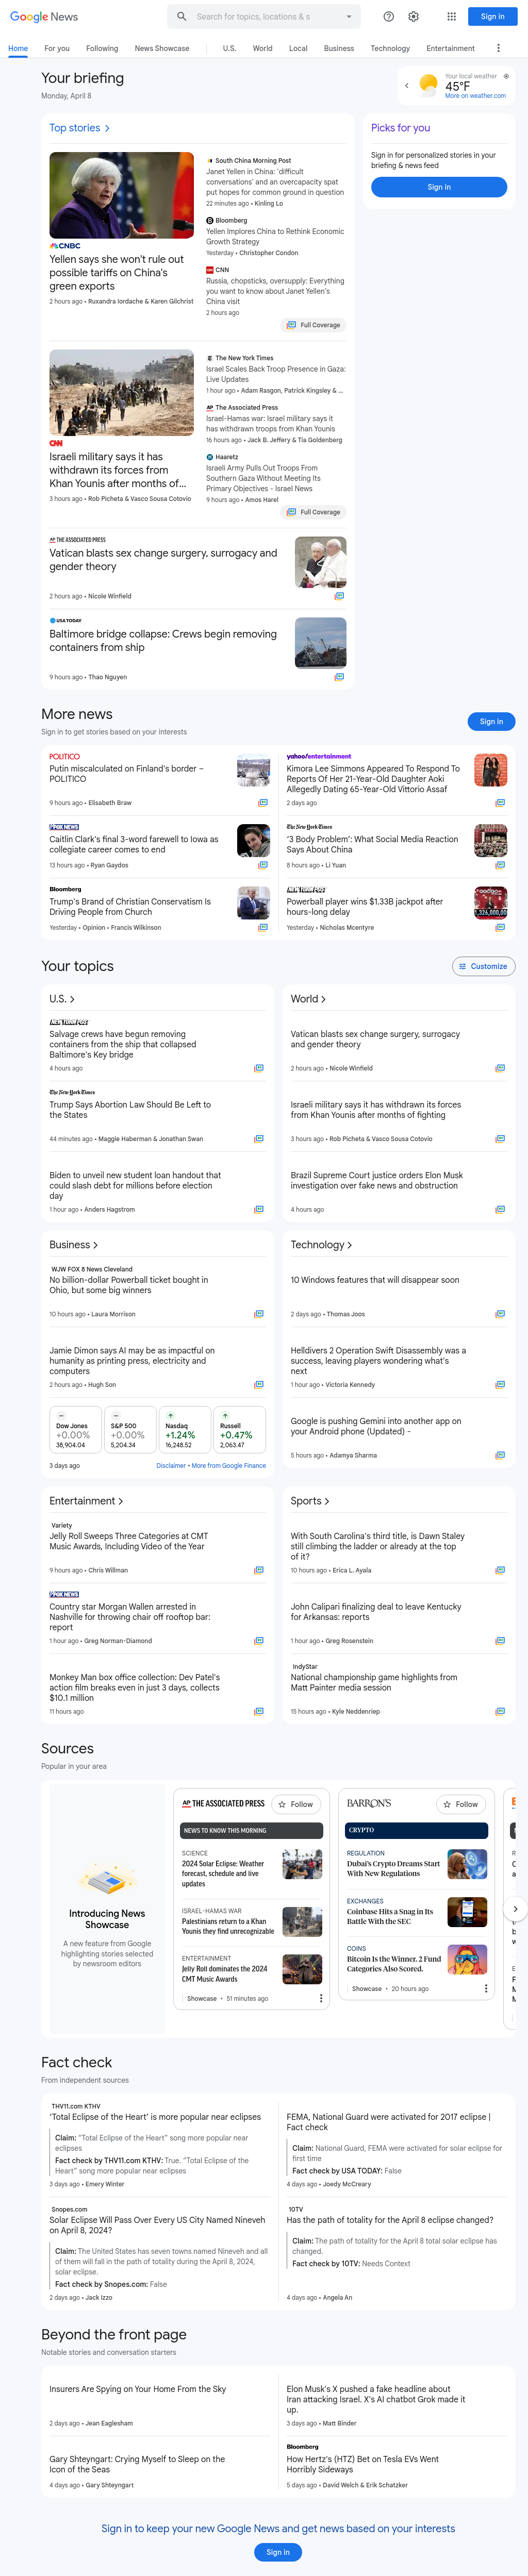 Google News
Search for topics, locations & s
Sign in
Home
For you
Following
News Showcase
U.S.
World
Local
Business
Technology
Entertainment
Your briefing
Monday, April 8
Your local weather
45°F
More on weather.com
Top stories
CNBC
Yellen says she won't rule out
possible tariffs on China's
green exports
2 hours ago • Ruxandra Iordache & Karen Gilchrist
South China Morning Post
Janet Yellen in China: 'difficult
conversations' and an overcapacity spat
put hopes for common ground in question
22 minutes ago • Kinling Lo
Bloomberg
Yellen Implores China to Rethink Economic
Growth Strategy
Yesterday • Christopher Condon
CNN
Russia, chopsticks, oversupply: Everything
you want to know about Janet Yellen's
China visit
2 hours ago
Full Coverage
Picks for you
Sign in for personalized stories in your
briefing & news feed
Sign in
CNN
Israeli military says it has
withdrawn its forces from
Khan Younis after months of...
3 hours ago • Rob Picheta & Vasco Sousa Cotovio
The New York Times
Israel Scales Back Troop Presence in Gaza:
Live Updates
1 hour ago • Adam Rasgon, Patrick Kingsley & ...
The Associated Press
Israel-Hamas war: Israel military says it
has withdrawn troops from Khan Younis
16 hours ago • Jack B. Jeffery & Tia Goldenberg
Haaretz
Israeli Army Pulls Out Troops From
Southern Gaza Without Meeting Its
Primary Objectives - Israel News
9 hours ago • Amos Harel
Full Coverage
AP THE ASSOCIATED PRESS
Vatican blasts sex change surgery, surrogacy and
gender theory
2 hours ago • Nicole Winfield
USA TODAY
Baltimore bridge collapse: Crews begin removing
containers from ship
9 hours ago • Thao Nguyen
More news
Sign in to get stories based on your interests
Sign in
POLITICO
Putin miscalculated on Finland's border –
POLITICO
9 hours ago • Elisabeth Braw
yahoo!entertainment
Kimora Lee Simmons Appeared To Respond To
Reports Of Her 21-Year-Old Daughter Aoki
Allegedly Dating 65-Year-Old Vittorio Assaf
2 days ago
FOX NEWS
Caitlin Clark's final 3-word farewell to Iowa as
collegiate career comes to end
13 hours ago • Ryan Gaydos
The New York Times
'3 Body Problem': What Social Media Reaction
Says About China
8 hours ago • Li Yuan
Bloomberg
Trump's Brand of Christian Conservatism Is
Driving People from Church
Yesterday • Opinion • Francis Wilkinson
NEW YORK POST
Powerball player wins $1.33B jackpot after
hours-long delay
Yesterday • Nicholas Mcentyre
1,326,000,00
Your topics
Customize
U.S.
NEW YORK POST
Salvage crews have begun removing
containers from the ship that collapsed
Baltimore's Key bridge
4 hours ago
The New York Times
Trump Says Abortion Law Should Be Left to
the States
44 minutes ago • Maggie Haberman & Jonathan Swan
Biden to unveil new student loan handout that
could slash debt for millions before election
day
1 hour ago • Anders Hagstrom
World
Vatican blasts sex change surgery, surrogacy
and gender theory
2 hours ago • Nicole Winfield
Israeli military says it has withdrawn its forces
from Khan Younis after months of fighting
3 hours ago • Rob Picheta & Vasco Sousa Cotovio
Brazil Supreme Court justice orders Elon Musk
investigation over fake news and obstruction
4 hours ago
Business
WJW FOX 8 News Cleveland
No billion-dollar Powerball ticket bought in
Ohio, but some big winners
10 hours ago • Laura Morrison
Jamie Dimon says AI may be as impactful on
humanity as printing press, electricity and
computers
2 hours ago • Hugh Son
Dow Jones
+0.00%
38,904.04
S&P 500
+0.00%
5,204.34
Nasdaq
+1.24%
16,248.52
Russell
+0.47%
2,063.47
3 days ago
Disclaimer • More from Google Finance
Technology
10 Windows features that will disappear soon
2 days ago • Thomas Joos
Helldivers 2 Operation Swift Disassembly was a
success, leaving players wondering what's
next
1 hour ago • Victoria Kennedy
Google is pushing Gemini into another app on
your Android phone (Updated) -
5 hours ago • Adamya Sharma
Entertainment
Variety
Jelly Roll Sweeps Three Categories at CMT
Music Awards, Including Video of the Year
9 hours ago • Chris Willman
FOX NEWS
Country star Morgan Wallen arrested in
Nashville for throwing chair off rooftop bar:
report
1 hour ago • Greg Norman-Diamond
Monkey Man box office collection: Dev Patel's
action film breaks even in just 3 days, collects
$10.1 million
11 hours ago
Sports
With South Carolina's third title, is Dawn Staley
still climbing the ladder or already at the top
of it?
10 hours ago • Erica L. Ayala
John Calipari finalizing deal to leave Kentucky
for Arkansas: reports
1 hour ago • Greg Rosenstein
IndyStar
National championship game highlights from
Matt Painter media session
15 hours ago • Kyle Neddenriep
Sources
Popular in your area
Introducing News
Showcase
A new feature from Google
highlighting stories selected
by newsroom editors
AP THE ASSOCIATED PRESS
Follow
NEWS TO KNOW THIS MORNING
SCIENCE
2024 Solar Eclipse: Weather
forecast, schedule and live
updates
ISRAEL-HAMAS WAR
Palestinians return to a Khan
Younis they find unrecognizable
ENTERTAINMENT
Jelly Roll dominates the 2024
CMT Music Awards
Showcase • 51 minutes ago
BARRON'S
Follow
CRYPTO
REGULATION
Dubai's Crypto Dreams Start
With New Regulations
EXCHANGES
Coinbase Hits a Snag in Its
Battle With the SEC
COINS
Bitcoin Is the Winner. 2 Fund
Categories Also Scored.
Showcase • 20 hours ago
Fact check
From independent sources
THV11.com KTHV
'Total Eclipse of the Heart' is more popular near eclipses
Claim: "Total Eclipse of the Heart" song more popular near
eclipses
Fact check by THV11.com KTHV: True. "Total Eclipse of the
Heart" song more popular near eclipses
3 days ago • Emery Winter
FEMA, National Guard were activated for 2017 eclipse |
Fact check
Claim: National Guard, FEMA were activated for solar eclipse for
first time
Fact check by USA TODAY: False
4 days ago • Joedy McCreary
Snopes.com
Solar Eclipse Will Pass Over Every US City Named Nineveh
on April 8, 2024?
Claim: The United States has seven towns named Nineveh and all
of them will fall in the path of totality during the April 8, 2024,
solar eclipse.
Fact check by Snopes.com: False
2 days ago • Jack Izzo
10TV
Has the path of totality for the April 8 eclipse changed?
Claim: The path of totality for the April 8 total solar eclipse has
changed.
Fact check by 10TV: Needs Context
4 days ago • Angela An
Beyond the front page
Notable stories and conversation starters
Insurers Are Spying on Your Home From the Sky
2 days ago • Jean Eaglesham
Elon Musk's X pushed a fake headline about
Iran attacking Israel. X's AI chatbot Grok made it
up.
3 days ago • Matt Binder
Gary Shteyngart: Crying Myself to Sleep on the
Icon of the Seas
4 days ago • Gary Shteyngart
Bloomberg
How Hertz's (HTZ) Bet on Tesla EVs Went
Horribly Sideways
5 days ago • David Welch & Erik Schatzker
Sign in to keep your new Google News and get news based on your interests
Sign in